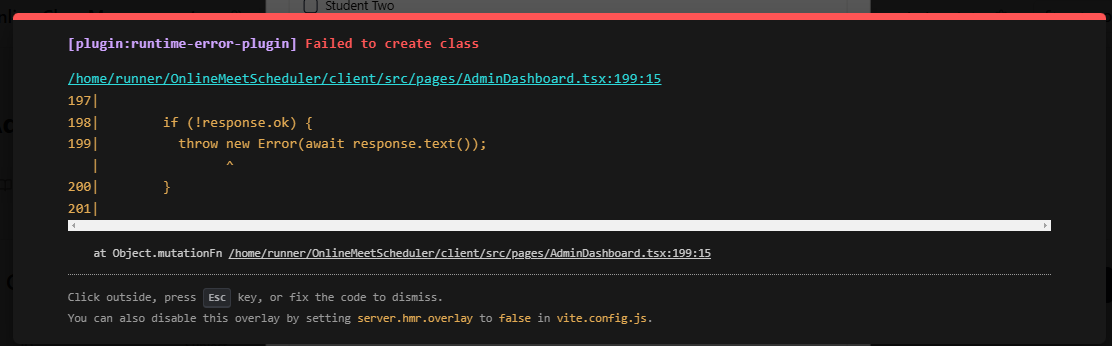 Student Two
[plugin:runtime-error-plugin] Failed to create class
/home/runner/OnlineMeetScheduler/client/src/pages/AdminDashboard.tsx:199:15
197|
198|        if (!response.ok) {
199|          throw new Error(await response.text());
   |                ^
200|        }
201|
at Object.mutationFn /home/runner/OnlineMeetScheduler/client/src/pages/AdminDashboard.tsx:199:15
Click outside, press Esc key, or fix the code to dismiss.
You can also disable this overlay by setting server.hmr.overlay to false in vite.config.js.